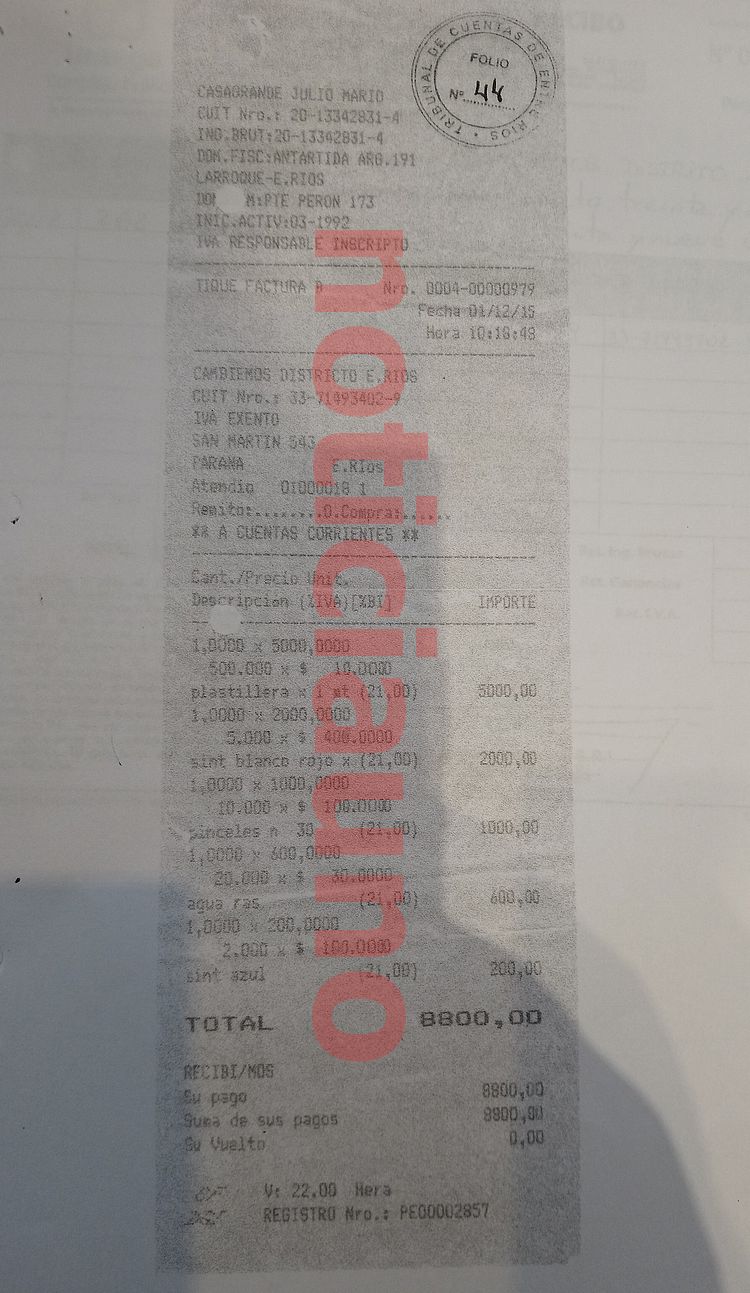 TRIBUNAL DE CUENTAS DE ENTRE RIOS
FOLIO
Nº 44
CASAGRANDE JULIO MARIO
CUIT Nro.: 20-13342831-4
ING.BRUT:20-13342831-4
DOM.FISC:ANTARTIDA ARG.191
LARROQUE-E.RIOS
DOM M:PTE PERON 173
INIC.ACTIV:03-1992
IVA RESPONSABLE INSCRIPTO
TIQUE FACTURA B Nro. 0004-00000979
Fecha 01/12/15
Hora 10:18:48
CAMBIEMOS DISTRICTO E.RIOS
CUIT Nro.: 33-71493402-9
IVA EXENTO
SAN MARTIN 543
PARANA E.RIos
Atendio 01000018 1
Remito:........O.Compra:......
** A CUENTAS CORRIENTES **
Cant./Precio Unit.
Descripción (%IVA)[%BI] IMPORTE
1,0000 x 5000,0000
500.000 x $ 10.0000
plastillera x 1 mt (21,00) 5000,00
1,0000 x 2000,0000
5.000 x $ 400.0000
sint blanco rojo x (21,00) 2000,00
1,0000 x 1000,0000
10.000 x $ 100.0000
pinceles n 30 (21,00) 1000,00
1,0000 x 600,0000
20.000 x $ 30.0000
agua ras (21,00) 600,00
1,0000 x 200,0000
2.000 x $ 100.0000
sint azul (21,00) 200,00
TOTAL 8800,00
RECIBI/MOS
Su pago 8800,00
Suma de sus pagos 8800,00
Su Vuelto 0,00
V: 22.00 Hera
REGISTRO Nro.: PEO0002857
noticiauno